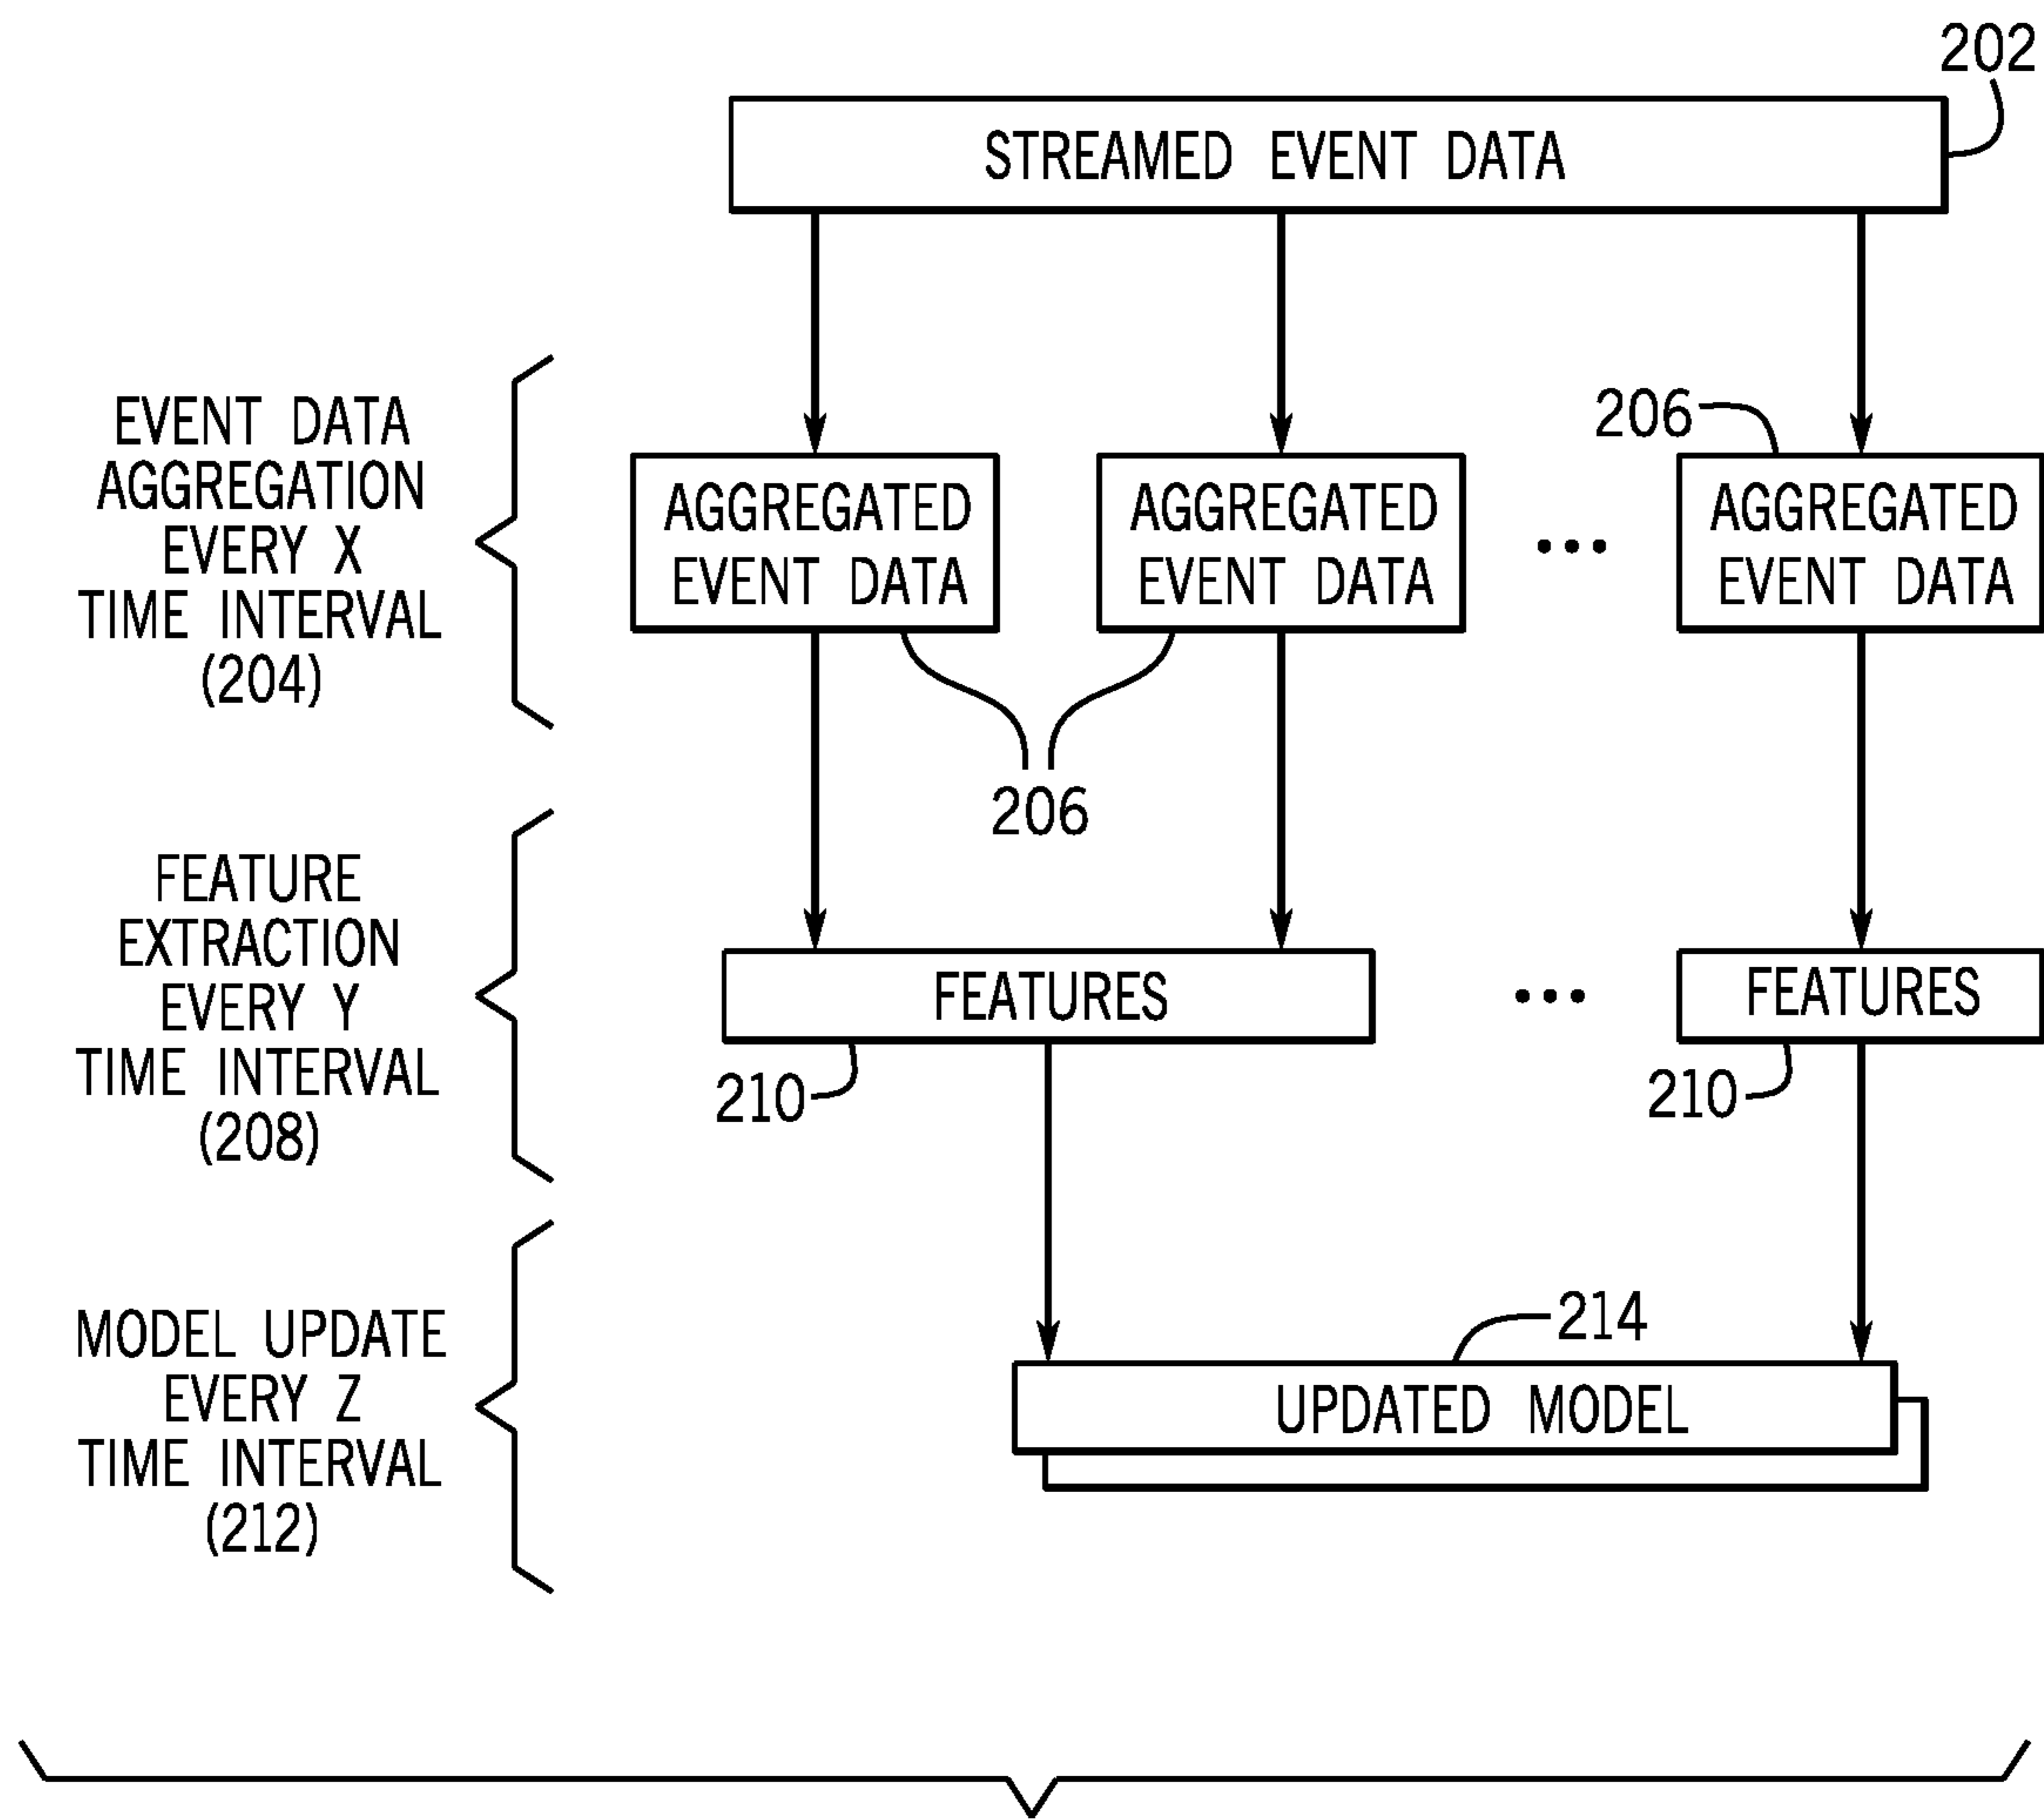 202
STREAMED EVENT DATA
EVENT DATA
AGGREGATION
EVERY X
TIME INTERVAL
(204)
206
AGGREGATED
EVENT DATA
AGGREGATED
EVENT DATA
...
AGGREGATED
EVENT DATA
206
FEATURE
EXTRACTION
EVERY Y
TIME INTERVAL
(208)
FEATURES
...
FEATURES
210
210
MODEL UPDATE
EVERY Z
TIME INTERVAL
(212)
214
UPDATED MODEL